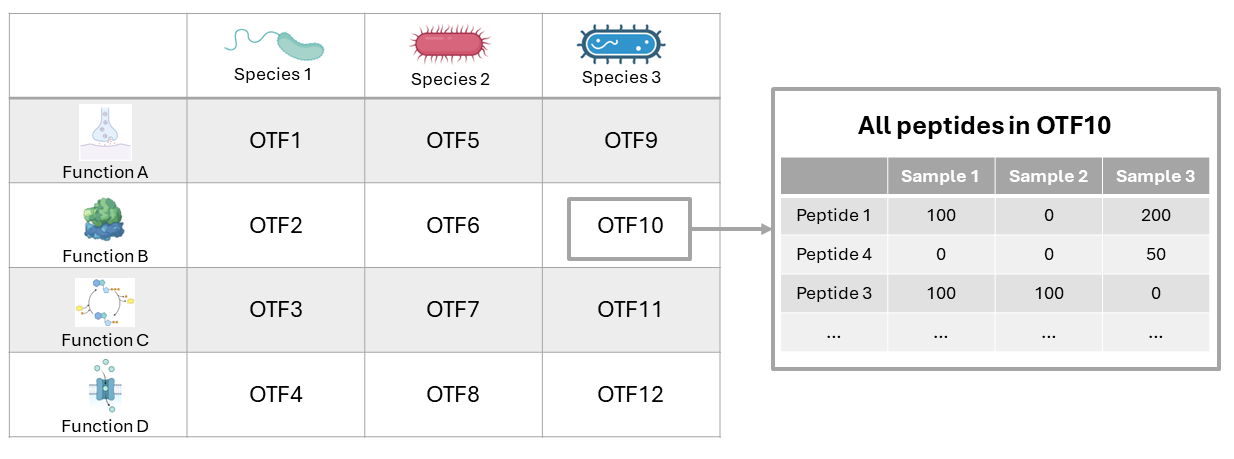 Species 1 Species 2 Species 3
Function A OTF1 OTF5 OTF9
Function B OTF2 OTF6 OTF10
Function C OTF3 OTF7 OTF11
Function D OTF4 OTF8 OTF12
All peptides in OTF10
Sample 1 Sample 2 Sample 3
Peptide 1 100 0 200
Peptide 4 0 0 50
Peptide 3 100 100 0
... ... ... ...